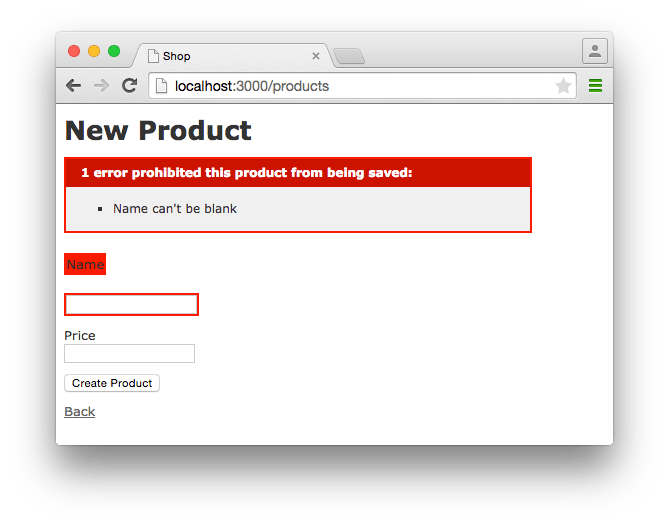 Shop
localhost:3000/products
New Product
1 error prohibited this product from being saved:
Name can't be blank
Name
Price
Create Product
Back